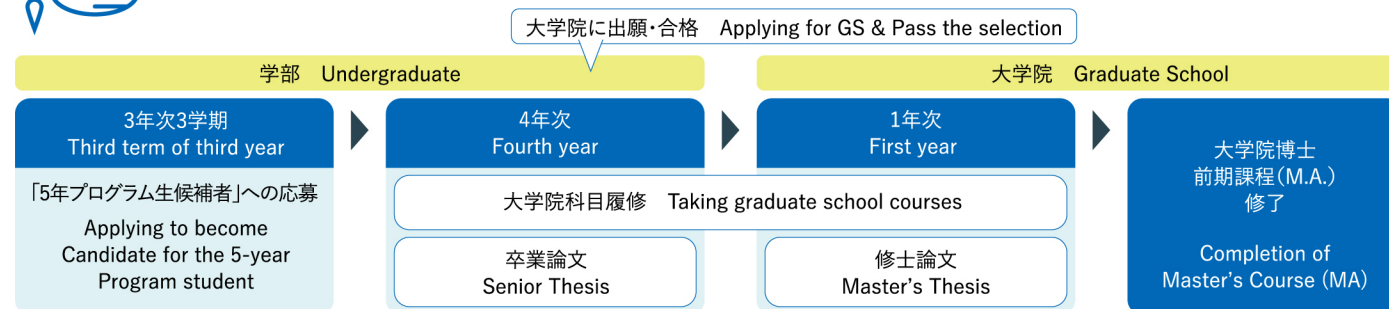 大学院に出願・合格 Applying for GS & Pass the selection
学部 Undergraduate
大学院 Graduate School
3年次3学期
Third term of third year
「5年プログラム生候補者」への応募
Applying to become
Candidate for the 5-year
Program student
4年次
Fourth year
1年次
First year
大学院科目履修 Taking graduate school courses
卒業論文
Senior Thesis
修士論文
Master's Thesis
大学院博士
前期課程(M.A.)
修了
Completion of
Master's Course (MA)